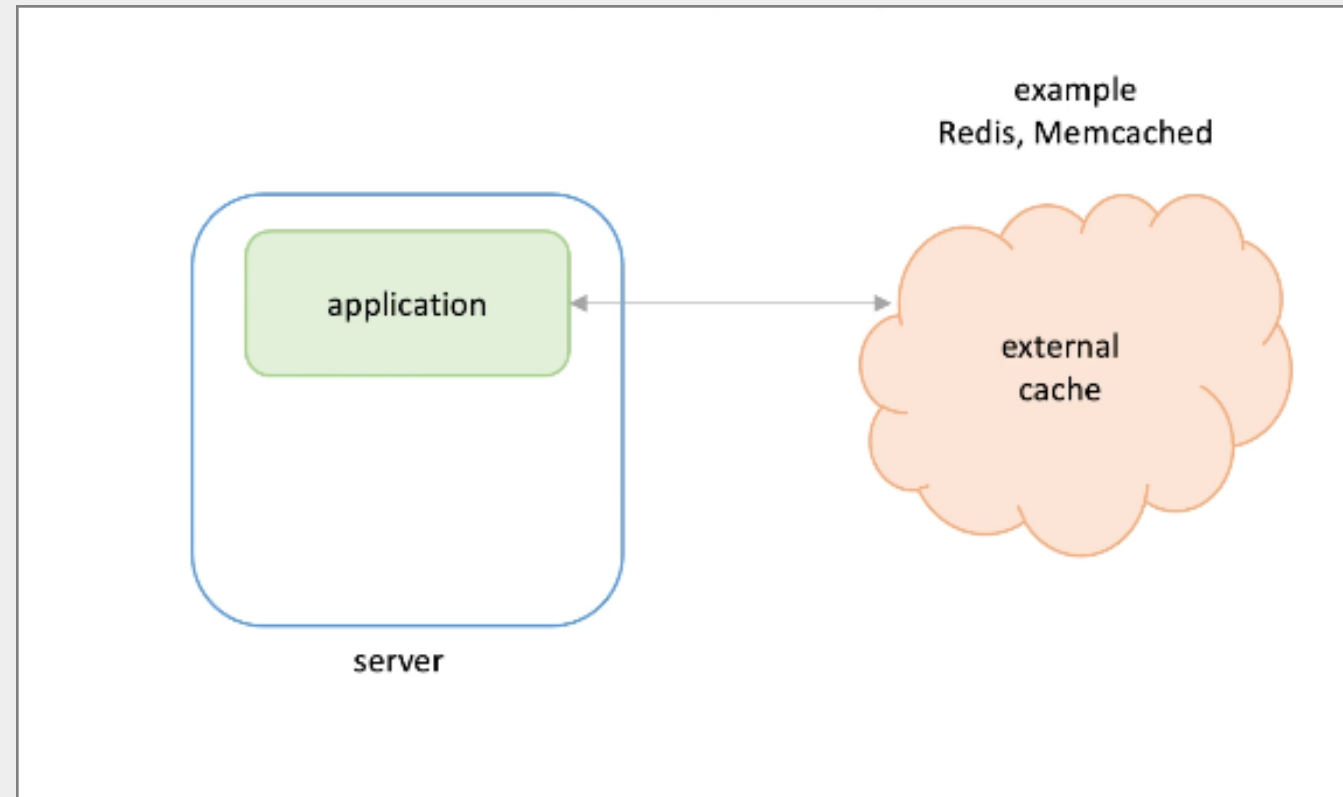 example
Redis, Memcached
application
external
cache
server